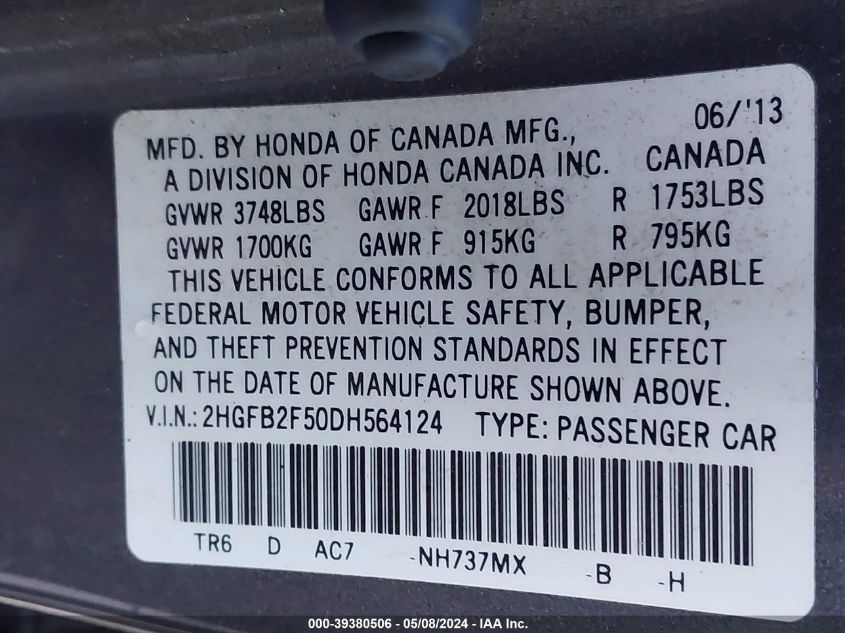 06/'13
MFD. BY HONDA OF CANADA MFG.,
A DIVISION OF HONDA CANADA INC. CANADA
GVWR 3748LBS GAWR F 2018LBS R 1753LBS
GVWR 1700KG GAWR F 915KG R 795KG
THIS VEHICLE CONFORMS TO ALL APPLICABLE
FEDERAL MOTOR VEHICLE SAFETY, BUMPER,
AND THEFT PREVENTION STANDARDS IN EFFECT
ON THE DATE OF MANUFACTURE SHOWN ABOVE.
V.I.N.: 2HGFB2F50DH564124 TYPE: PASSENGER CAR
TR6 D AC7 -NH737MX -B -H
000-39380506 - 05/08/2024 - IAA Inc.